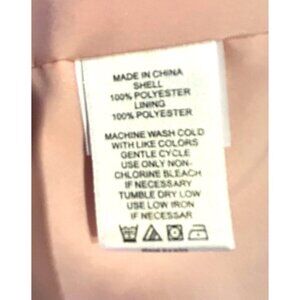 MADE IN CHINA
SHELL
100% POLYESTER
LINING
100% POLYESTER
MACHINE WASH COLD
WITH LIKE COLORS
GENTLE CYCLE
USE ONLY NON-
CHLORINE BLEACH
IF NECESSARY
TUMBLE DRY LOW
USE LOW IRON
IF NECESSAR